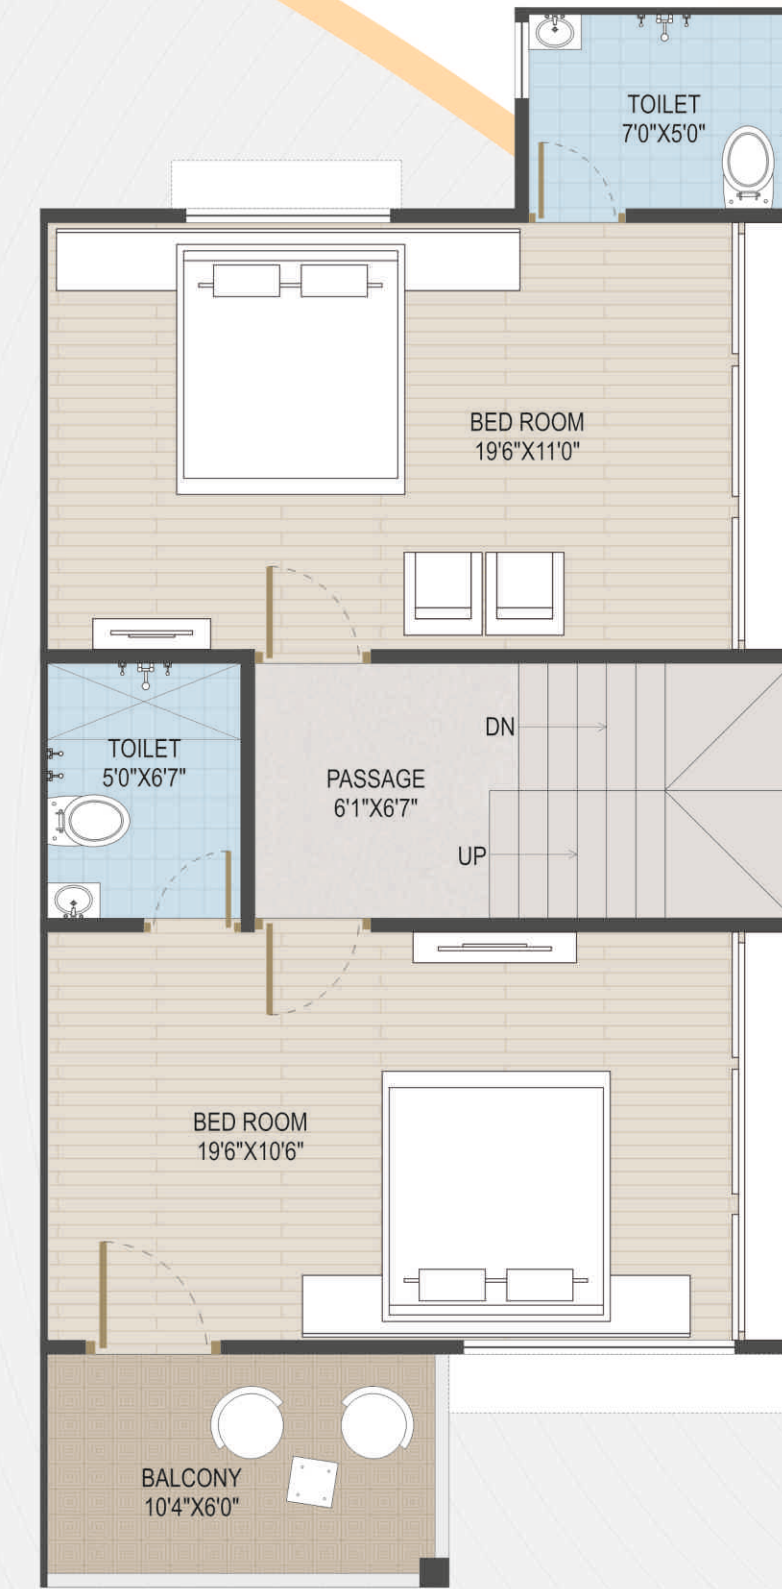 TOILET
7'0"X5'0"
BED ROOM
19'6"X11'0"
TOILET
5'0"X6'7"
PASSAGE
6'1"X6'7"
DN
UP
BED ROOM
19'6"X10'6"
BALCONY
10'4"X6'0"